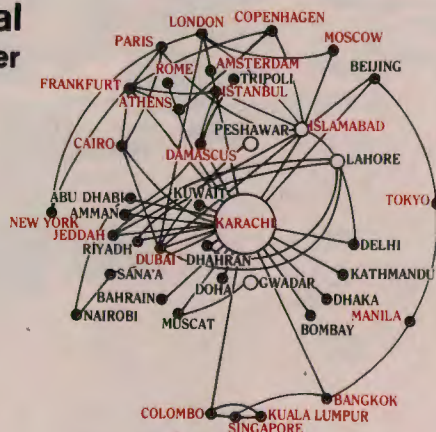 al
er
LONDON
COPENHAGEN
PARIS
MOSCOW
ROME
AMSTERDAM
BEIJING
FRANKFURT
TRIPOLI
ATHENS
ISTANBUL
PESHAWAR
ISLAMABAD
CAIRO
DAMASCUS
LAHORE
ABU DHABI
KUWAIT
AMMAN
KARACHI
TOKYO
NEW YORK
JEDDAH
RIYADH
DUBAI
DHAHRAN
DELHI
SANA'A
DOHA
GWADAR
KATHMANDU
BAHRAIN
DHAKA
NAIROBI
MUSCAT
BOMBAY
MANILA
BANGKOK
COLOMBO
KUALA LUMPUR
SINGAPORE